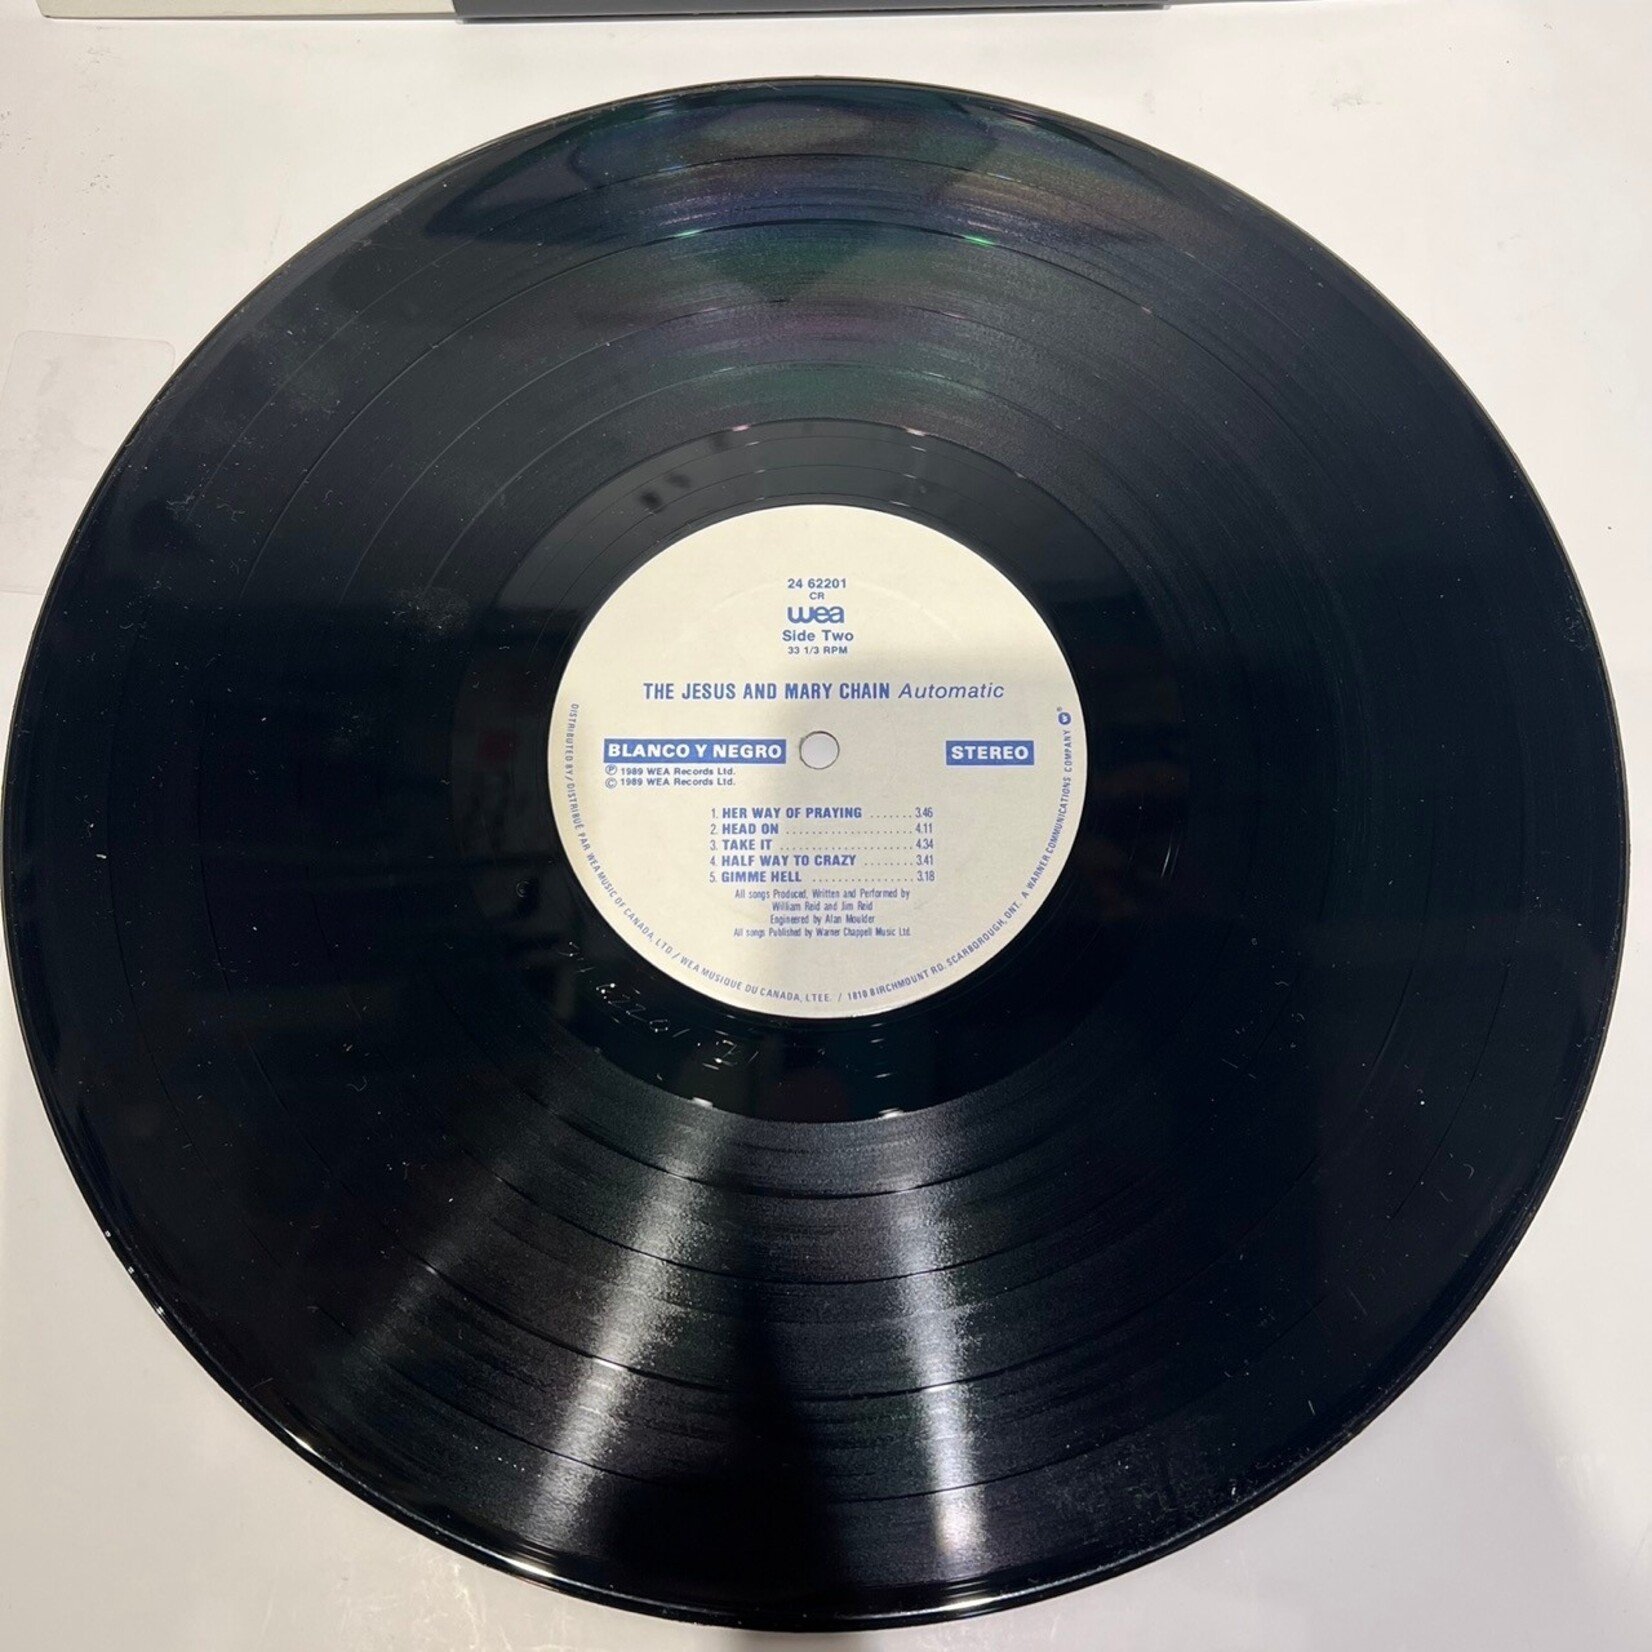 24 62201
CR
wea
Side Two
33 1/3 RPM
THE JESUS AND MARY CHAIN Automatic
BLANCO Y NEGRO
STEREO
℗ 1989 WEA Records Ltd.
© 1989 WEA Records Ltd.
1. HER WAY OF PRAYING .......3.46
2. HEAD ON ....................4.11
3. TAKE IT .....................4.34
4. HALF WAY TO CRAZY ........3.41
5. GIMME HELL ................3.18
All songs Produced, Written and Performed by
William Reid and Jim Reid
Engineered by Alan Moulder
All songs Published by Warner Chappell Music Ltd.
DISTRIBUTED BY / DISTRIBUÉ PAR WEA MUSIC OF CANADA, LTD / WEA MUSIQUE DU CANADA, LTEE. / 1810 BIRCHMOUNT RD. SCARBOROUGH, ONT. A WARNER COMMUNICATIONS COMPANY ®